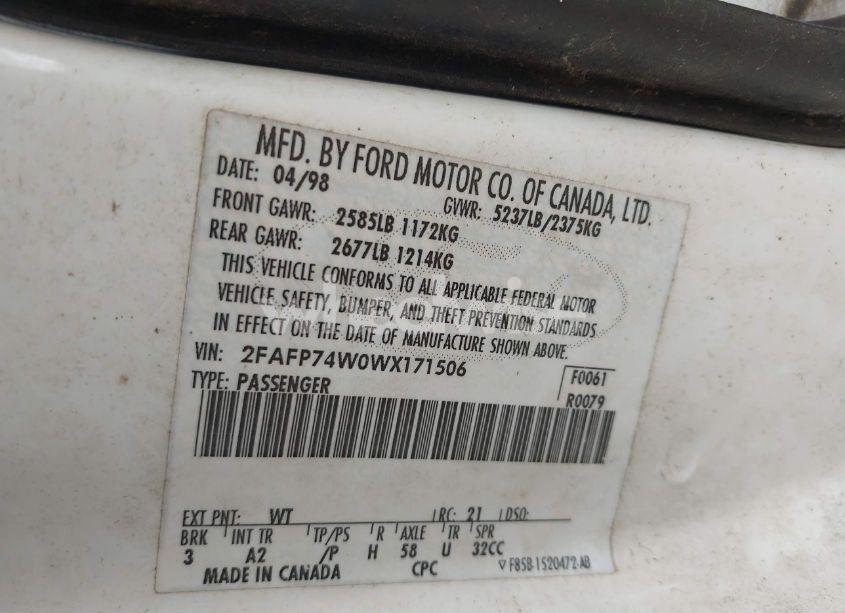 MFD. BY FORD MOTOR CO. OF CANADA, LTD.
DATE: 04/98 GVWR: 5237LB/2375KG
FRONT GAWR: 2585LB 1172KG
REAR GAWR: 2677LB 1214KG
THIS VEHICLE CONFORMS TO ALL APPLICABLE FEDERAL MOTOR
VEHICLE SAFETY, BUMPER, AND THEFT PREVENTION STANDARDS
IN EFFECT ON THE DATE OF MANUFACTURE SHOWN ABOVE.
VIN: 2FAFP74W0WX171506
TYPE: PASSENGER
F0061
R0079
EXT PNT: WT RC: 21 DSO:
BRK INT TR TP/PS R AXLE TR SPR
3 A2 /P H 58 U 32CC
MADE IN CANADA CPC F85B-1520472-AB